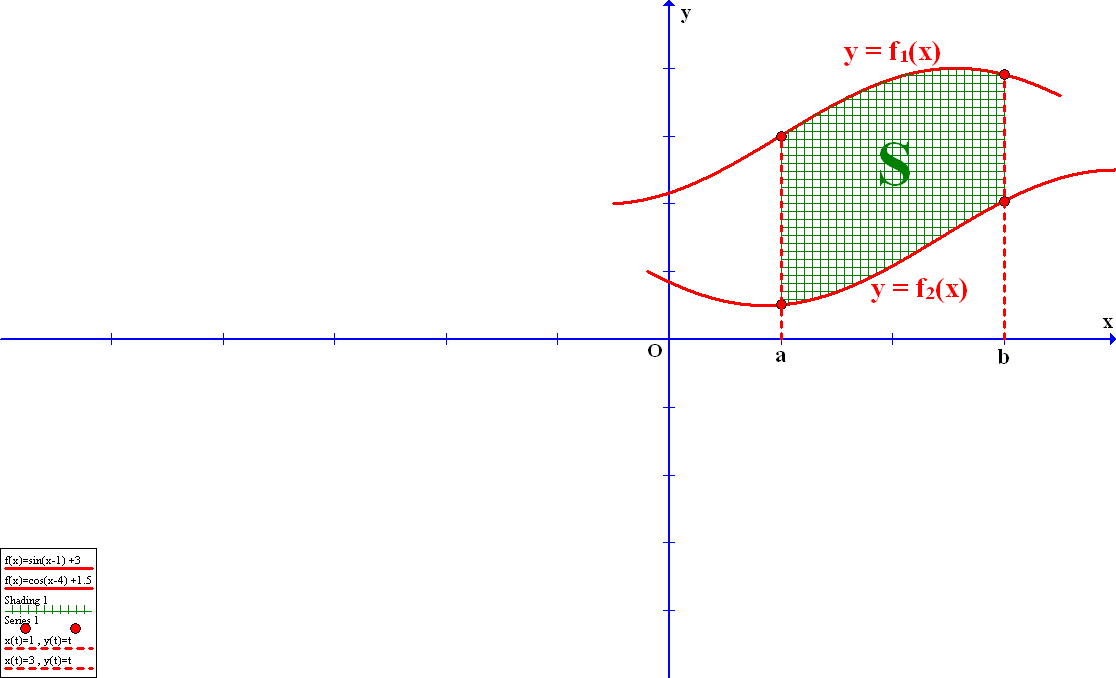 y
y = f₁(x)
S
y = f₂(x)
x
O
a
b
f(x)=sin(x-1) +3
f(x)=cos(x-4) +1.5
Shading 1
Series 1
x(t)=1 , y(t)=t
x(t)=3 , y(t)=t